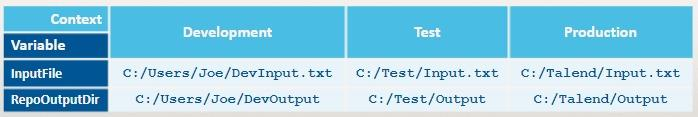 Context Development Test Production
Variable
InputFile C:/Users/Joe/DevInput.txt C:/Test/Input.txt C:/Talend/Input.txt
RepoOutputDir C:/Users/Joe/DevOutput C:/Test/Output C:/Talend/Output